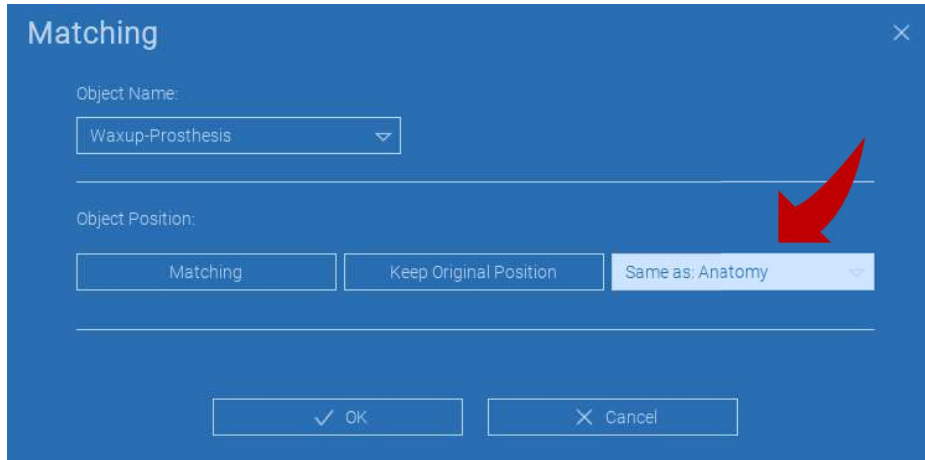 Matching
Object Name:
Waxup-Prosthesis
Object Position:
Matching
Keep Original Position
Same as: Anatomy
OK
Cancel